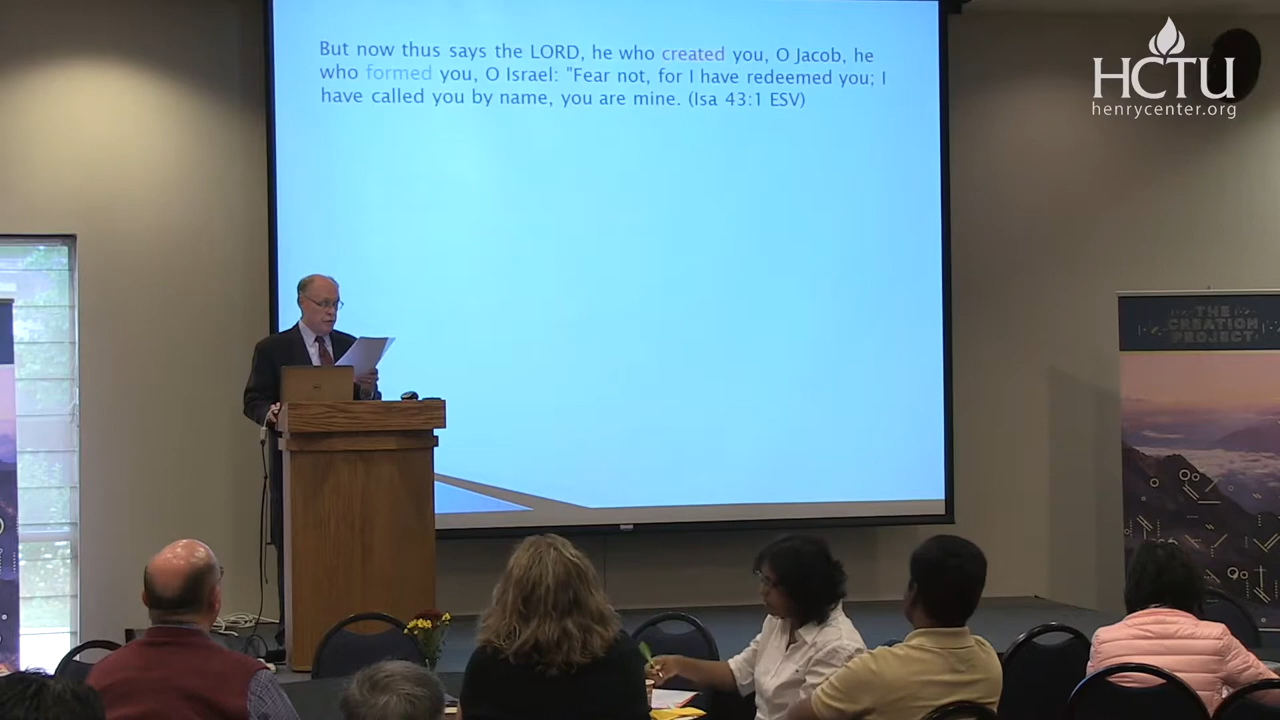 But now thus says the LORD, he who created you, O Jacob, he
who formed you, O Israel: "Fear not, for I have redeemed you; I
have called you by name, you are mine. (Isa 43:1 ESV)
HCTU
henrycenter.org
THE
CREATION
PROJECT